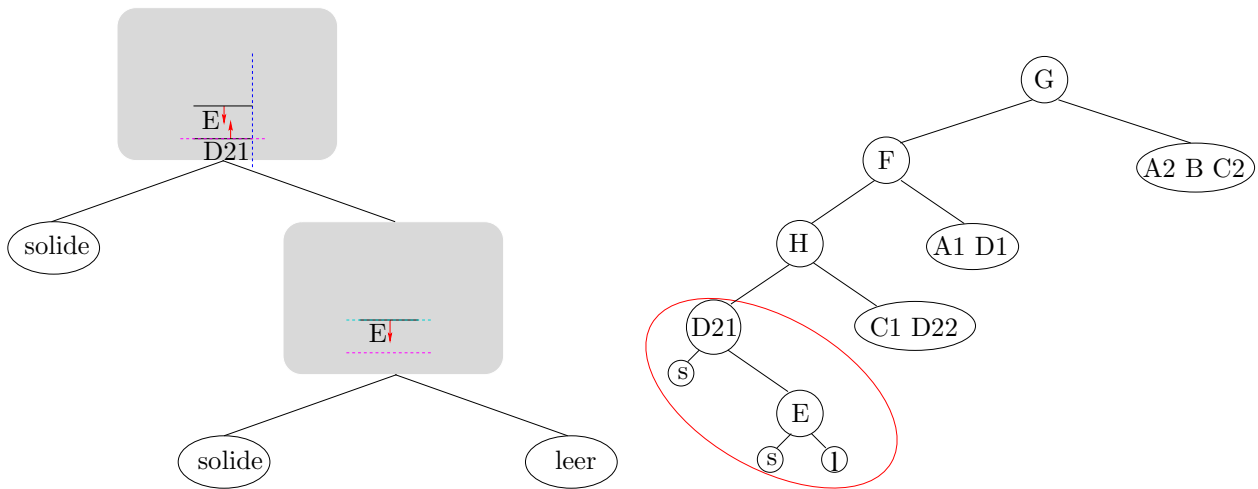 E
D21
solide
E
solide
leer
G
F
A2 B C2
H
A1 D1
D21
C1 D22
s
E
s
l